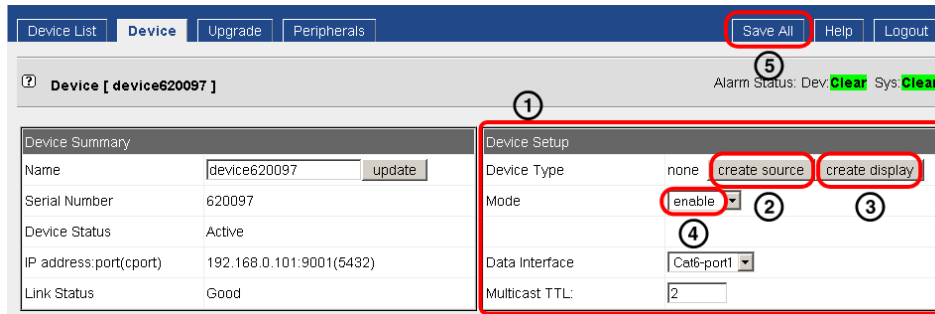 Device List Device Upgrade Peripherals Save All Help Logout
5
? Device [ device620097 ] Alarm Status: Dev:Clear Sys:Clear
1
Device Summary Device Setup
Name device620097 update Device Type none create source create display
Serial Number 620097 Mode enable 2 3
Device Status Active 4
IP address:port(cport) 192.168.0.101:9001(5432) Data Interface Cat6-port1
Link Status Good Multicast TTL: 2